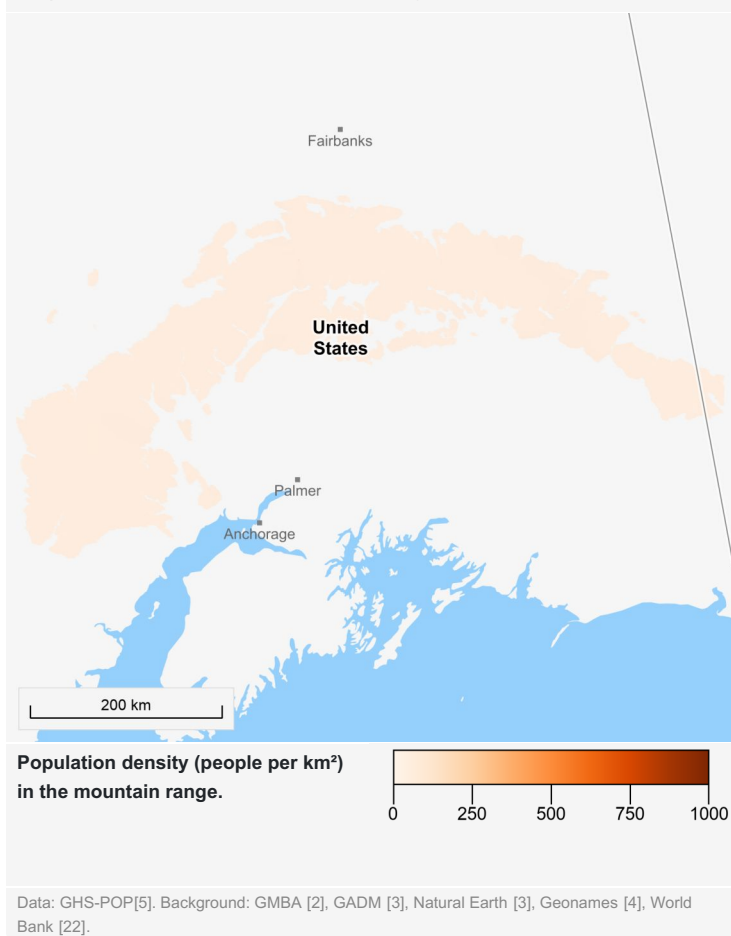 Fairbanks
United
States
Palmer
Anchorage
200 km
Population density (people per km²)
in the mountain range.
0 250 500 750 1000
Data: GHS-POP[5]. Background: GMBA [2], GADM [3], Natural Earth [3], Geonames [4], World
Bank [22].